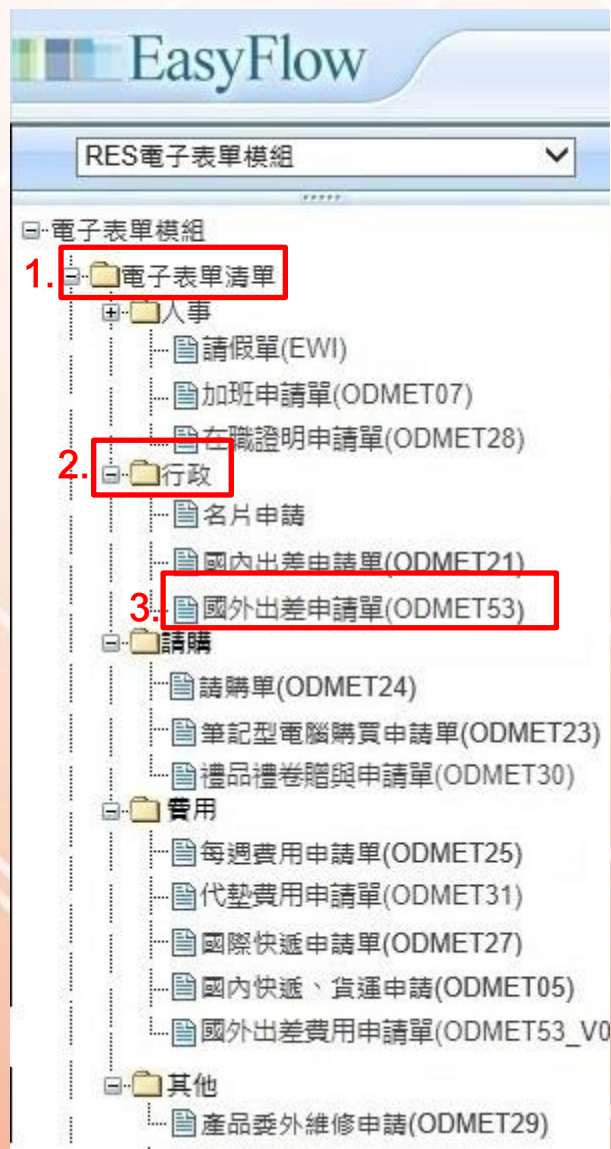 EasyFlow
RES電子表單模組
電子表單模組
1. 電子表單清單
人事
請假單(EWI)
加班申請單(ODMET07)
在職證明申請單(ODMET28)
2. 行政
名片申請
國內出差申請單(ODMET21)
3. 國外出差申請單(ODMET53)
請購
請購單(ODMET24)
筆記型電腦購買申請單(ODMET23)
禮品禮卷贈與申請單(ODMET30)
費用
每週費用申請單(ODMET25)
代墊費用申請單(ODMET31)
國際快遞申請單(ODMET27)
國內快遞、貨運申請(ODMET05)
國外出差費用申請單(ODMET53_V0
其他
產品委外維修申請(ODMET29)